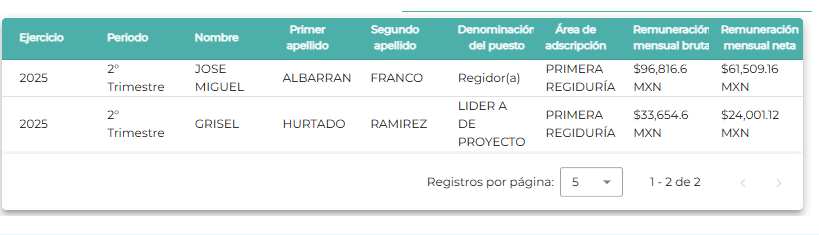 Ejercicio Periodo Nombre Primer apellido Segundo apellido Denominación del puesto Área de adscripción Remuneración mensual bruta Remuneración mensual neta
2025 2° Trimestre JOSE MIGUEL ALBARRAN FRANCO Regidor(a) PRIMERA REGIDURÍA $96,816.6 MXN $61,509.16 MXN
2025 2° Trimestre GRISEL HURTADO RAMIREZ LIDER A DE PROYECTO PRIMERA REGIDURÍA $33,654.6 MXN $24,001.12 MXN
Registros por página: 5 1 - 2 de 2